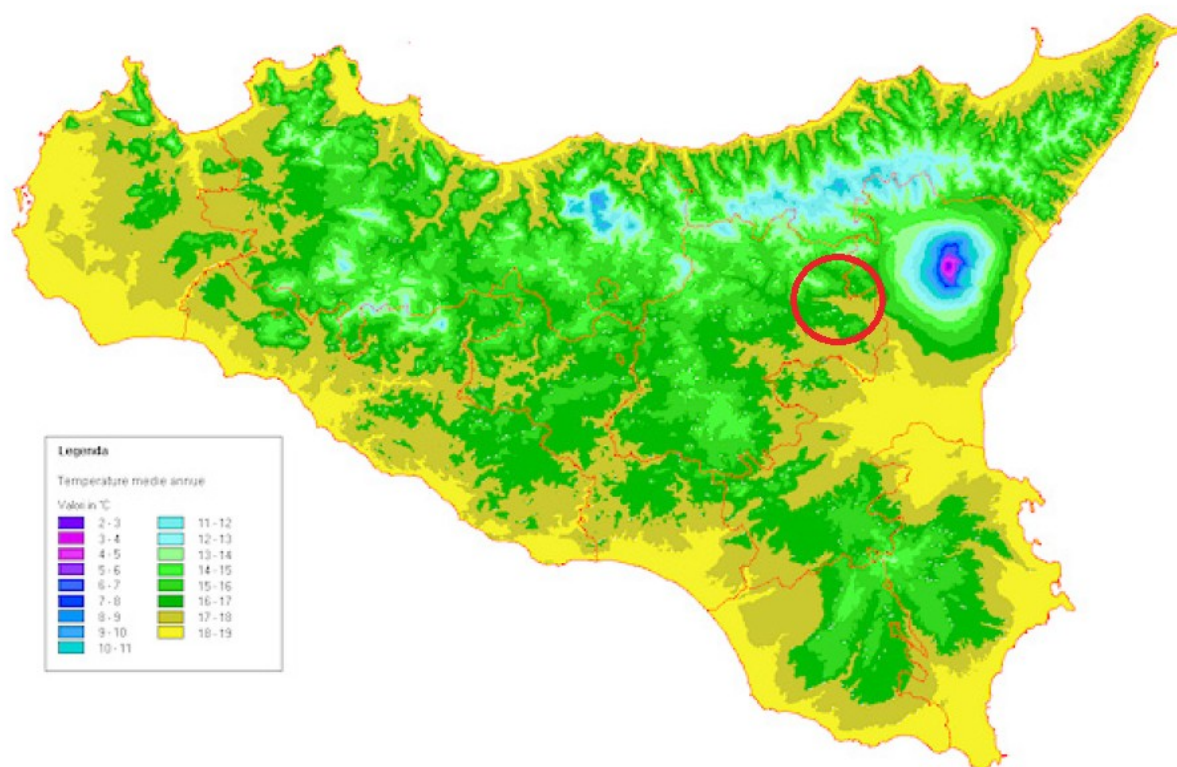 Legenda
Temperature medie annue
Valori in °C
2 - 3
3 - 4
4 - 5
5 - 6
6 - 7
7 - 8
8 - 9
9 - 10
10 - 11
11 - 12
12 - 13
13 - 14
14 - 15
15 - 16
16 - 17
17 - 18
18 - 19